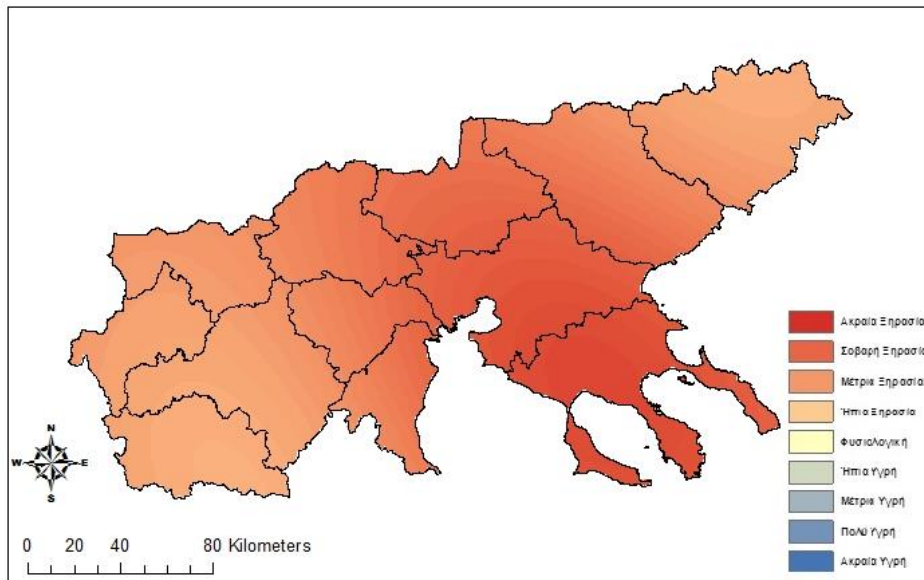 Ακραία Ξηρασία
Σοβαρή Ξηρασία
Μέτρια Ξηρασία
Ήπια Ξηρασία
Φυσιολογική
Ήπια Υγρή
Μέτρια Υγρή
Πολύ Υγρή
Ακραία Υγρή
N
W E
S
0 20 40 80 Kilometers